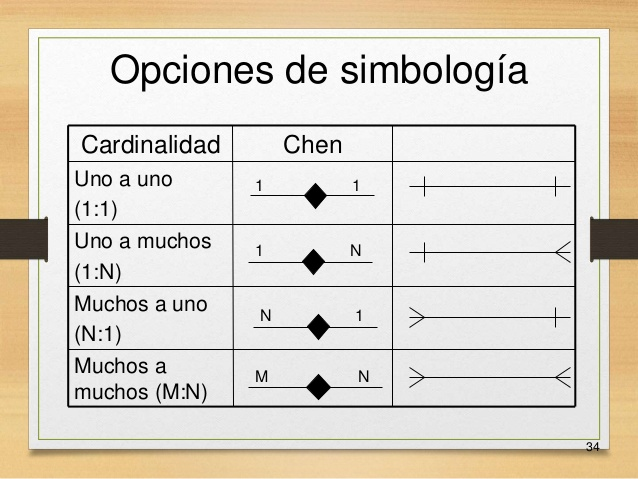 Opciones de simbología
Cardinalidad Chen
Uno a uno
(1:1)
1 1
Uno a muchos
(1:N)
1 N
Muchos a uno
(N:1)
N 1
Muchos a
muchos (M:N)
M N
34